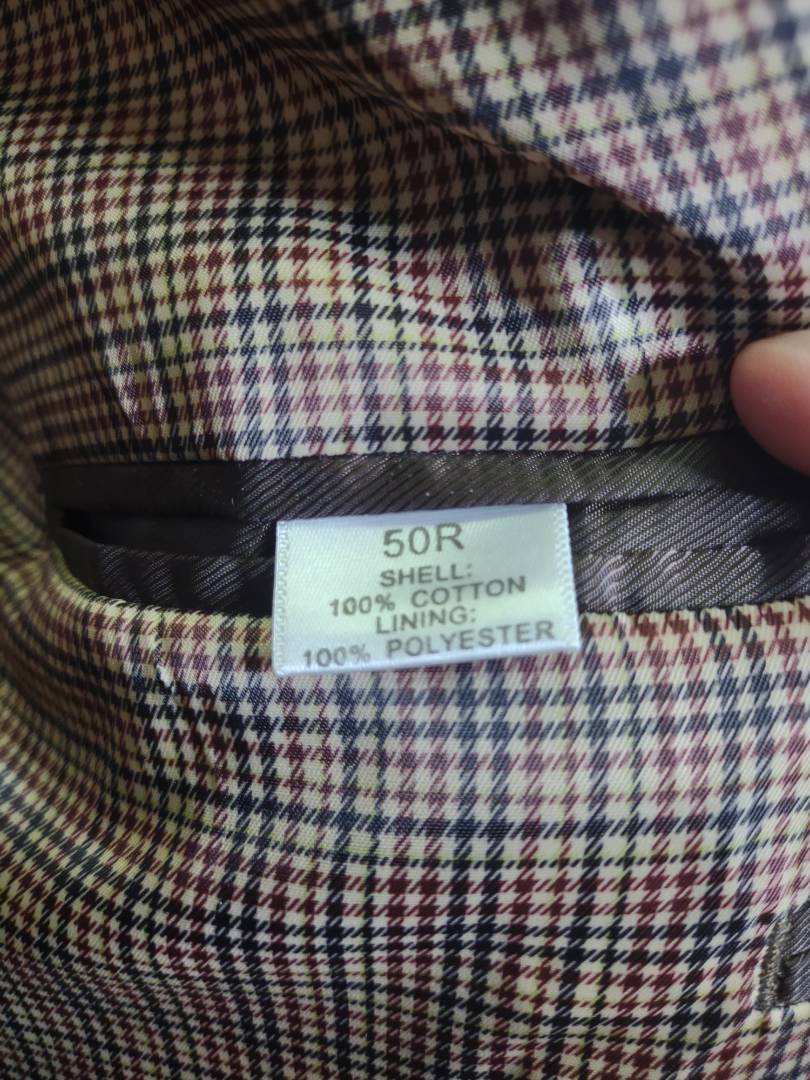 50R
SHELL:
100% COTTON
LINING:
100% POLYESTER